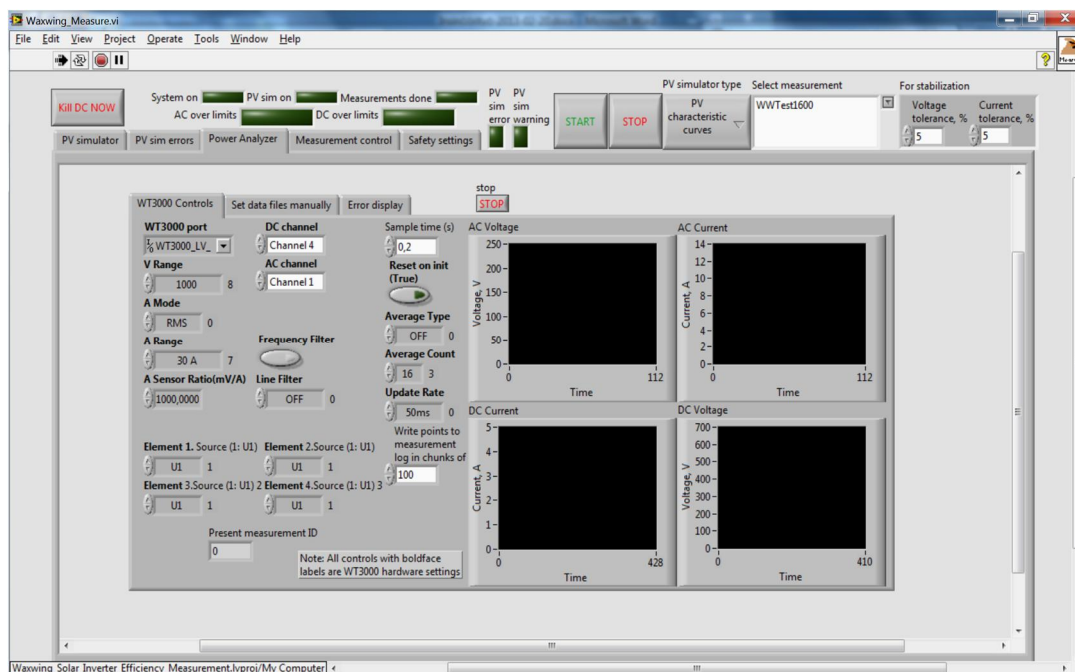 Waxwing_Measure.vi
File Edit View Project Operate Tools Window Help
Kill DC NOW
System on PV sim on Measurements done
AC over limits DC over limits
PV sim error
PV sim warning
START
STOP
PV simulator type
PV characteristic curves
Select measurement
WWTest1600
For stabilization
Voltage tolerance, %
5
Current tolerance, %
5
PV simulator PV sim errors Power Analyzer Measurement control Safety settings
WT3000 Controls Set data files manually Error display
stop
STOP
WT3000 port
WT3000_LV_
V Range
1000 8
A Mode
RMS 0
A Range
30 A 7
A Sensor Ratio(mV/A)
1000,0000
DC channel
Channel 4
AC channel
Channel 1
Frequency Filter
Line Filter
OFF 0
Sample time (s)
0,2
Reset on init
(True)
Average Type
OFF 0
Average Count
16 3
Update Rate
50ms 0
Write points to
measurement
log in chunks of
100
Element 1. Source (1: U1) Element 2.Source (1: U1)
U1 1 U1 1
Element 3.Source (1: U1) 2 Element 4.Source (1: U1) 3
U1 1 U1 1
Present measurement ID
0
Note: All controls with boldface
labels are WT3000 hardware settings
AC Voltage
Voltage, V
250
200
150
100
50
0
0 112
Time
AC Current
Current, A
14
12
10
8
6
4
2
0
0 112
Time
DC Current
Current, A
5
4
3
2
1
0
0 428
Time
DC Voltage
Voltage, V
700
600
500
400
300
200
100
0
0 410
Time
Waxwing_Solar_Inverter_Efficiency_Measurement.lvproj/My Computer